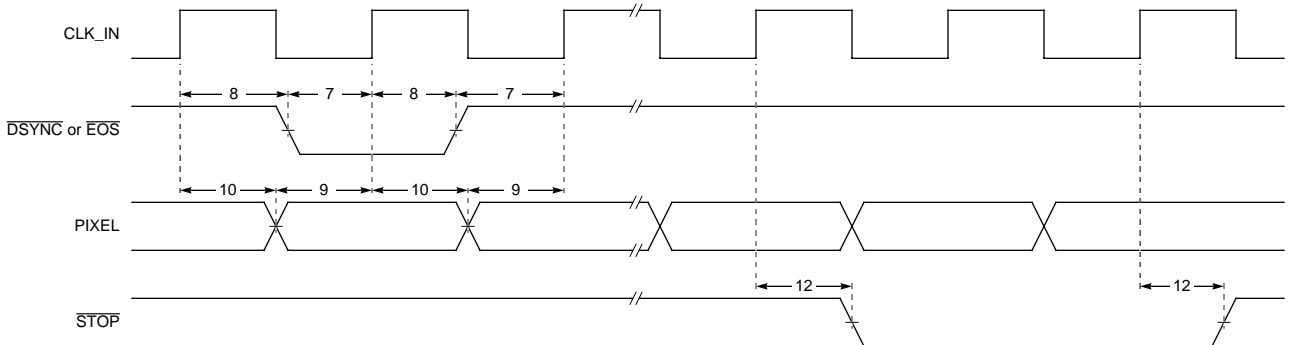 CLK_IN
8 7 8 7
DSYNC or EOS
10 9 10 9
PIXEL
12 12
STOP